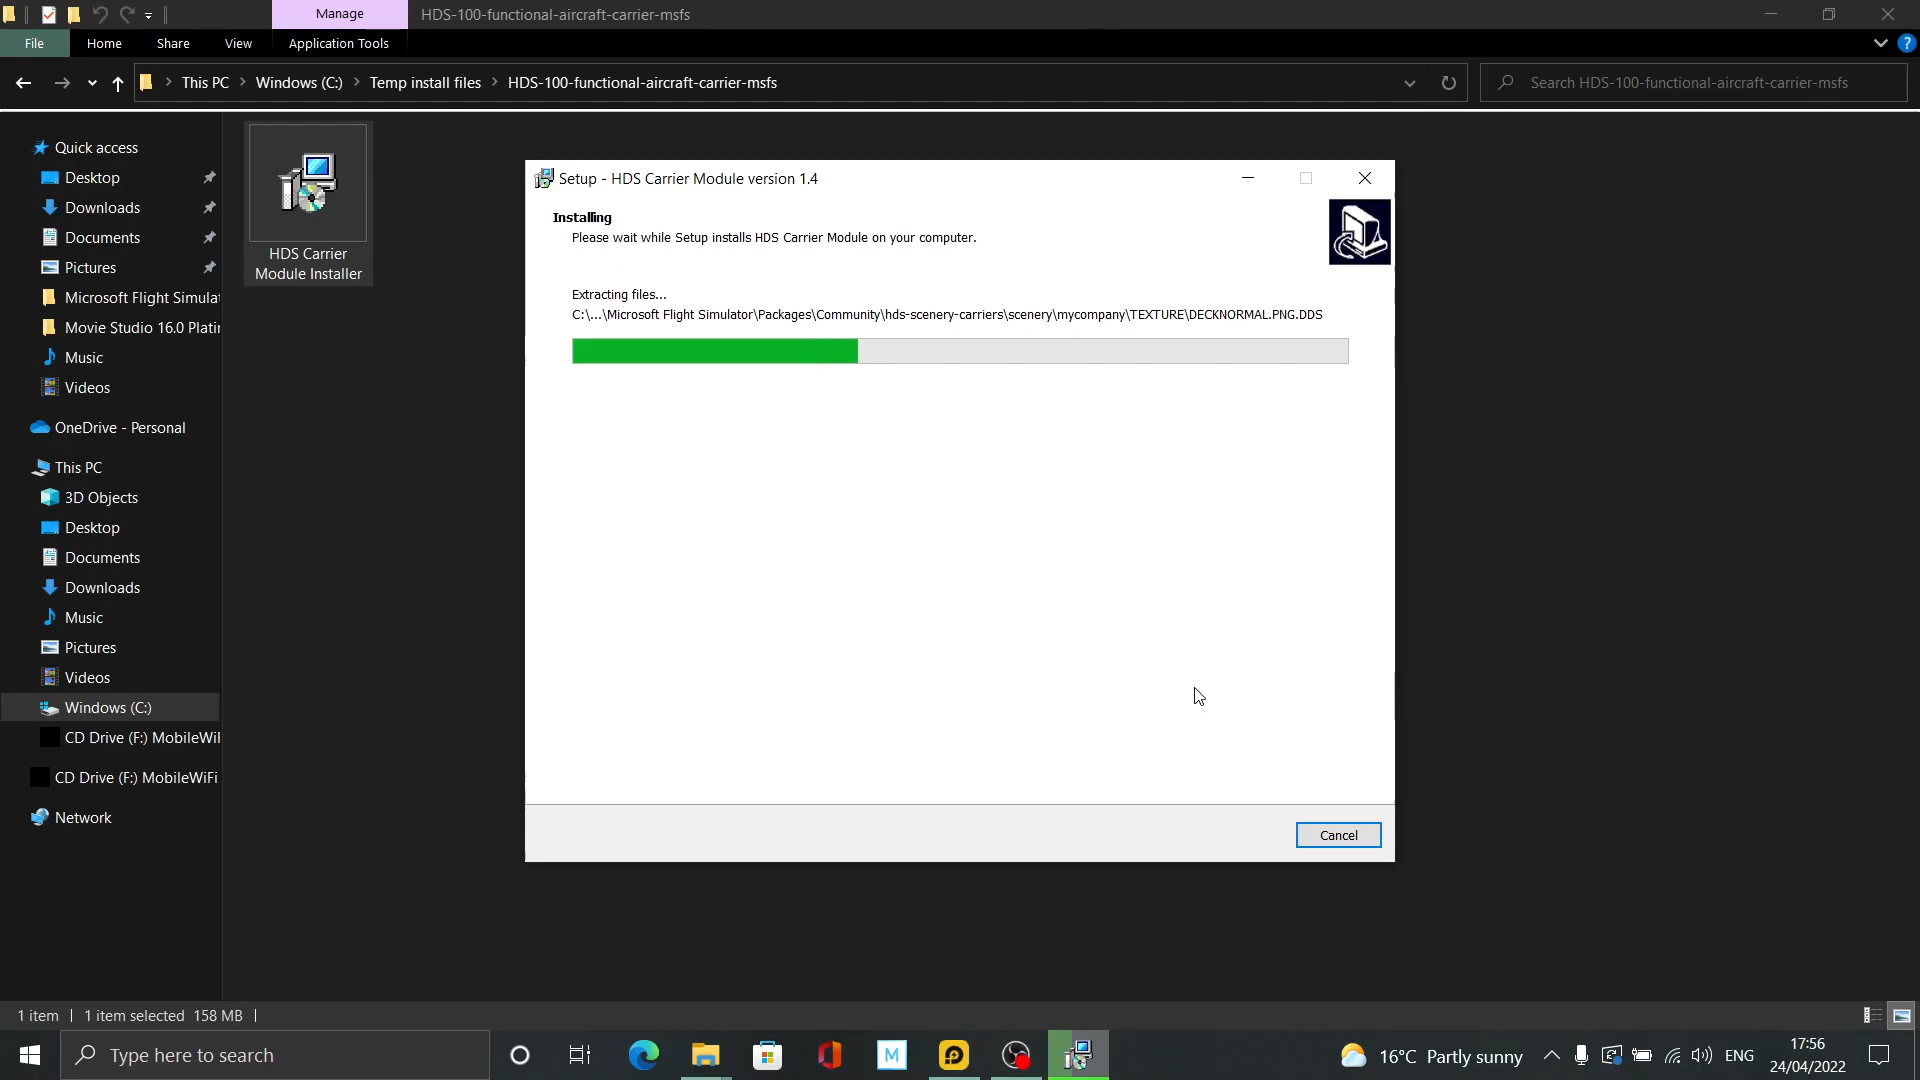 Manage
HDS-100-functional-aircraft-carrier-msfs
File
Home
Share
View
Application Tools
?
This PC
Windows (C:)
Temp install files
HDS-100-functional-aircraft-carrier-msfs
Search HDS-100-functional-aircraft-carrier-msfs
Quick access
Desktop
Downloads
Documents
Pictures
Microsoft Flight Simulat
Movie Studio 16.0 Platin
Music
Videos
OneDrive - Personal
This PC
3D Objects
Desktop
Documents
Downloads
Music
Pictures
Videos
Windows (C:)
CD Drive (F:) MobileWiF
CD Drive (F:) MobileWiFi
Network
HDS Carrier
Module Installer
Setup - HDS Carrier Module version 1.4
Installing
Please wait while Setup installs HDS Carrier Module on your computer.
Extracting files...
C:\...\Microsoft Flight Simulator\Packages\Community\hds-scenery-carriers\scenery\mycompany\TEXTURE\DECKNORMAL.PNG.DDS
Cancel
1 item
1 item selected 158 MB
Type here to search
M
16°C Partly sunny
ENG
17:56
24/04/2022